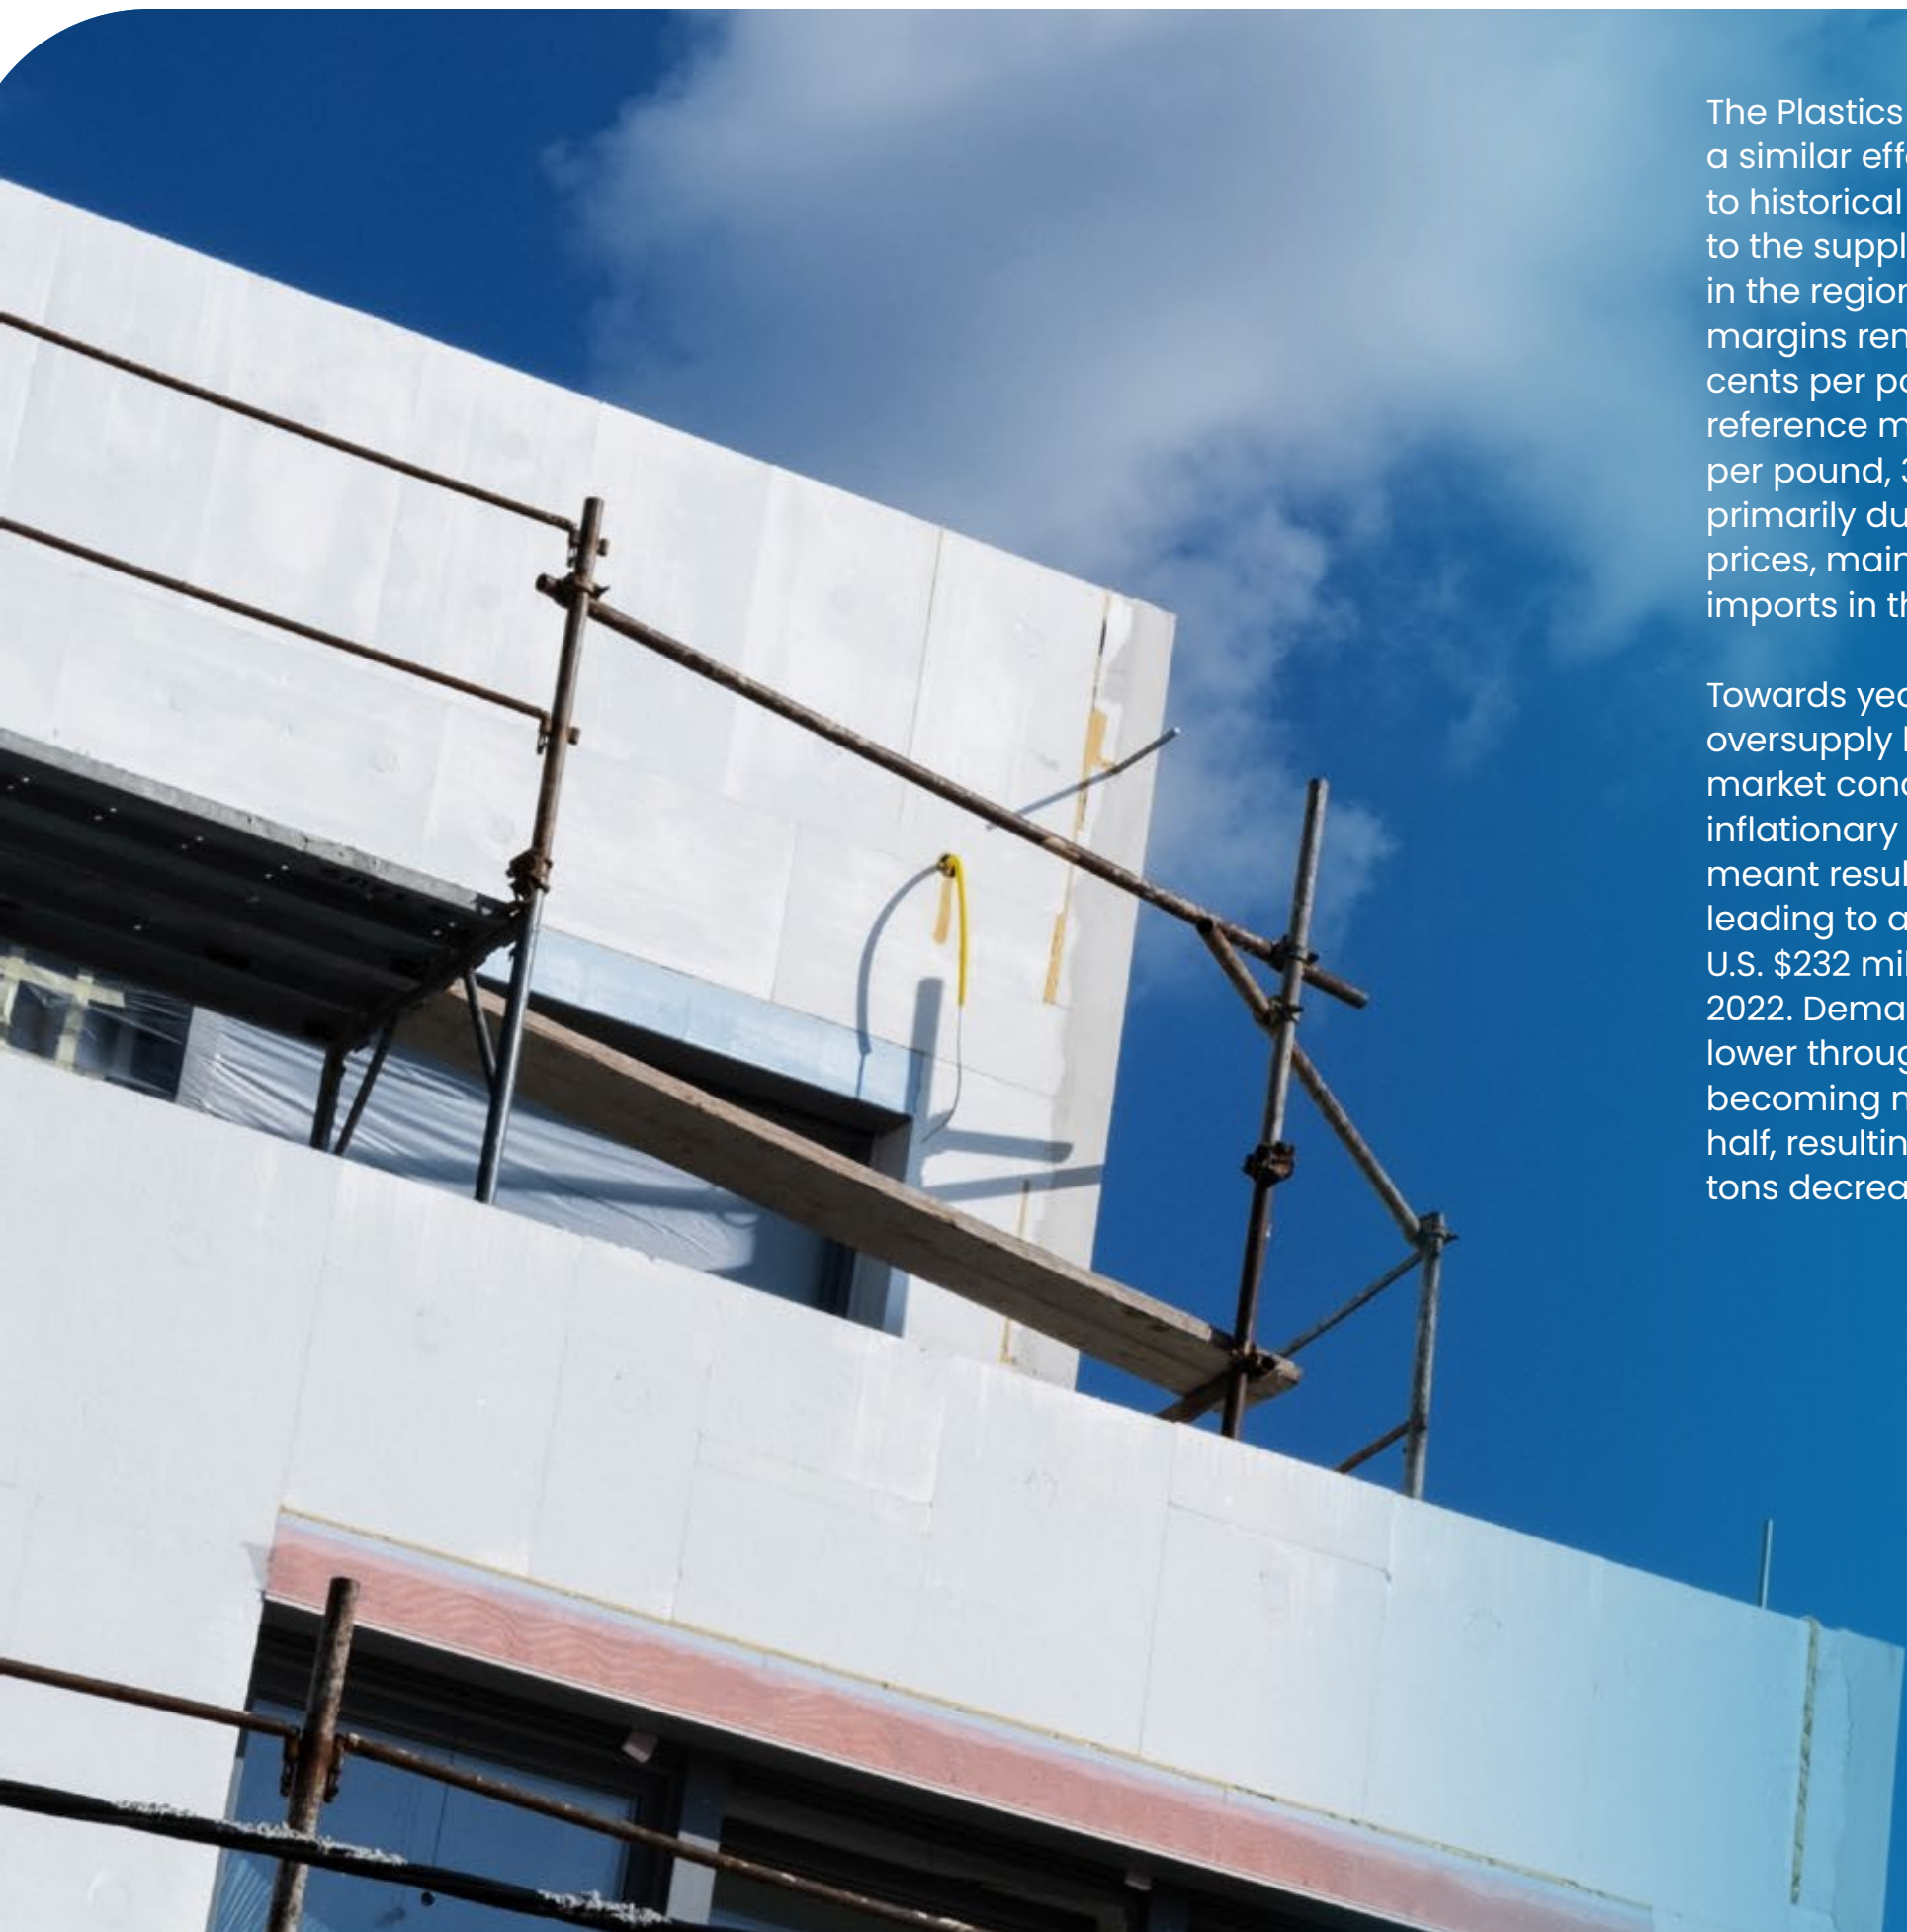 The Plastics
a similar eff
to historical
to the suppl
in the region
margins ren
cents per po
reference m
per pound, 3
primarily du
prices, main
imports in th
Towards yea
oversupply
market cond
inflationary
meant resul
leading to a
U.S. $232 mil
2022. Dema
lower throug
becoming n
half, resultin
tons decrea